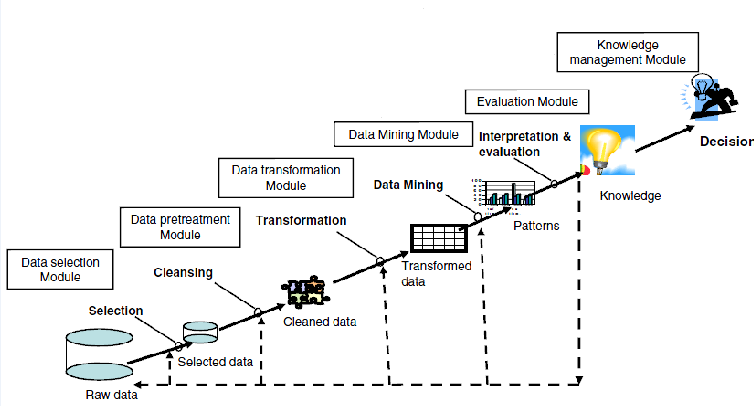 Knowledge
management Module
Evaluation Module
Data Mining Module
Interpretation &
evaluation
Decision
Data transformation
Module
Data Mining
Knowledge
Data pretreatment
Module
Transformation
Patterns
Data selection
Module
Cleansing
Transformed
data
Selection
Cleaned data
Selected data
Raw data